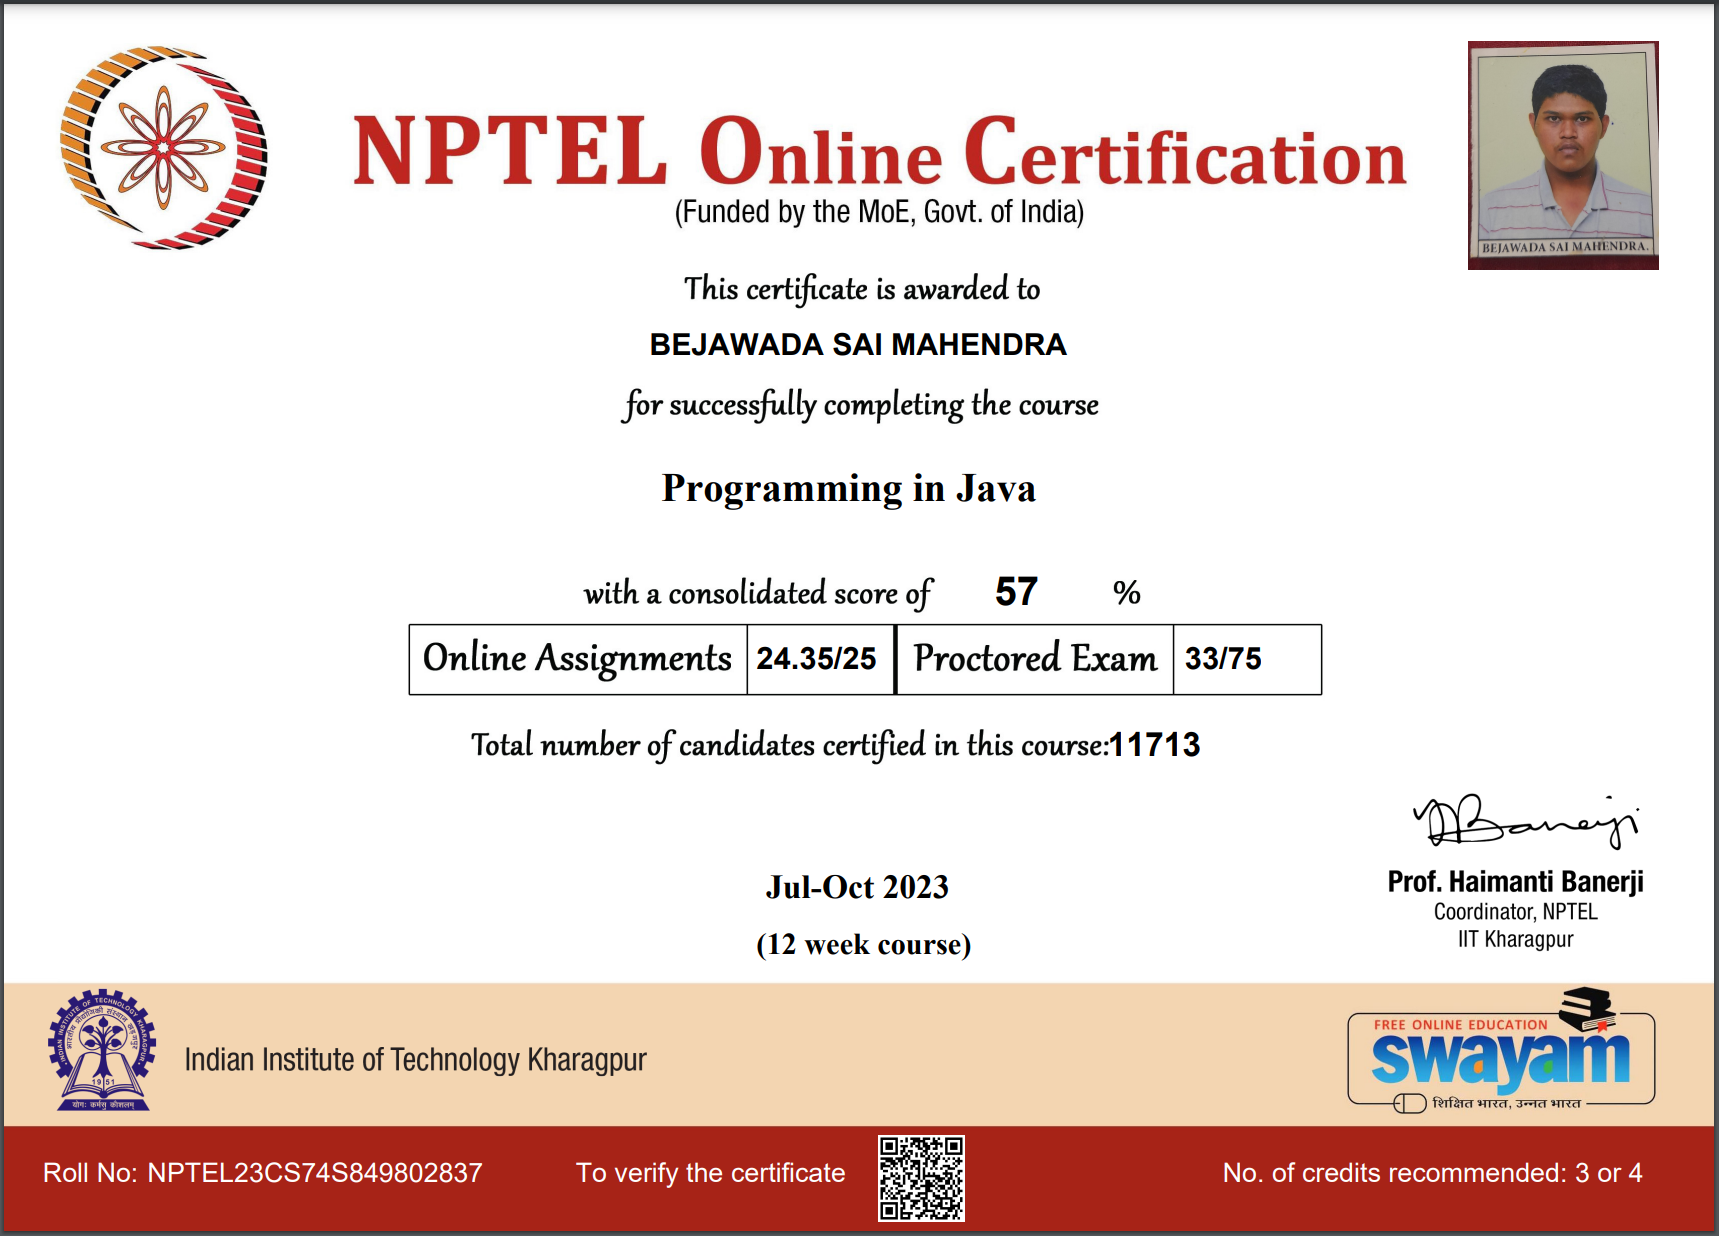 NPTEL Online Certification
(Funded by the MoE, Govt. of India)
BEJAWADA SAI MAHENDRA.
This certificate is awarded to
BEJAWADA SAI MAHENDRA
for successfully completing the course
Programming in Java
with a consolidated score of 57 %
Online Assignments 24.35/25 Proctored Exam 33/75
Total number of candidates certified in this course:11713
Banerji
Prof. Haimanti Banerji
Coordinator, NPTEL
IIT Kharagpur
Jul-Oct 2023
(12 week course)
INDIAN INSTITUTE OF TECHNOLOGY KHARAGPUR
भारतीय प्रौद्योगिकी संस्थान खड़गपुर
1951
योगः कर्मसु कौशलम्
Indian Institute of Technology Kharagpur
FREE ONLINE EDUCATION
swayam
शिक्षित भारत, उन्नत भारत
Roll No: NPTEL23CS74S849802837
To verify the certificate
No. of credits recommended: 3 or 4